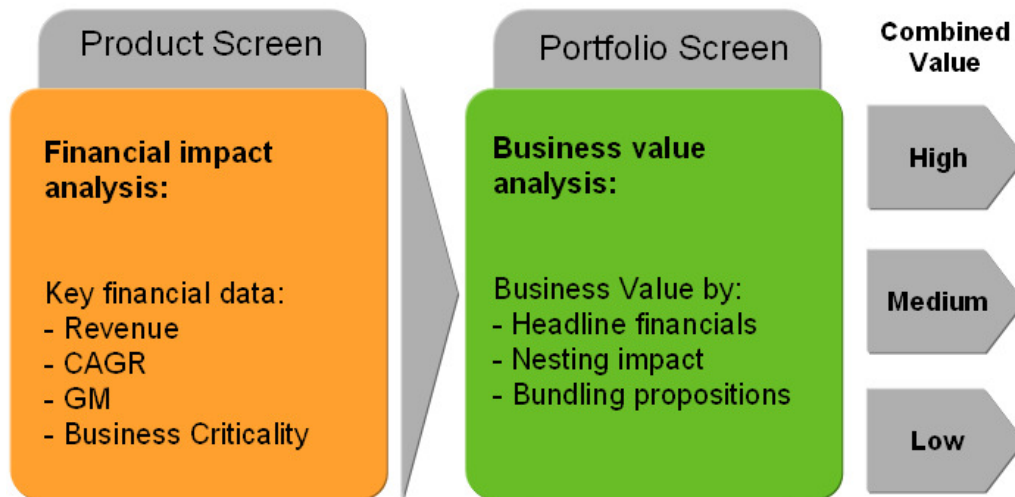 Product Screen
Financial impact
analysis:
Key financial data:
- Revenue
- CAGR
- GM
- Business Criticality
Portfolio Screen
Business value
analysis:
Business Value by:
- Headline financials
- Nesting impact
- Bundling propositions
Combined
Value
High
Medium
Low